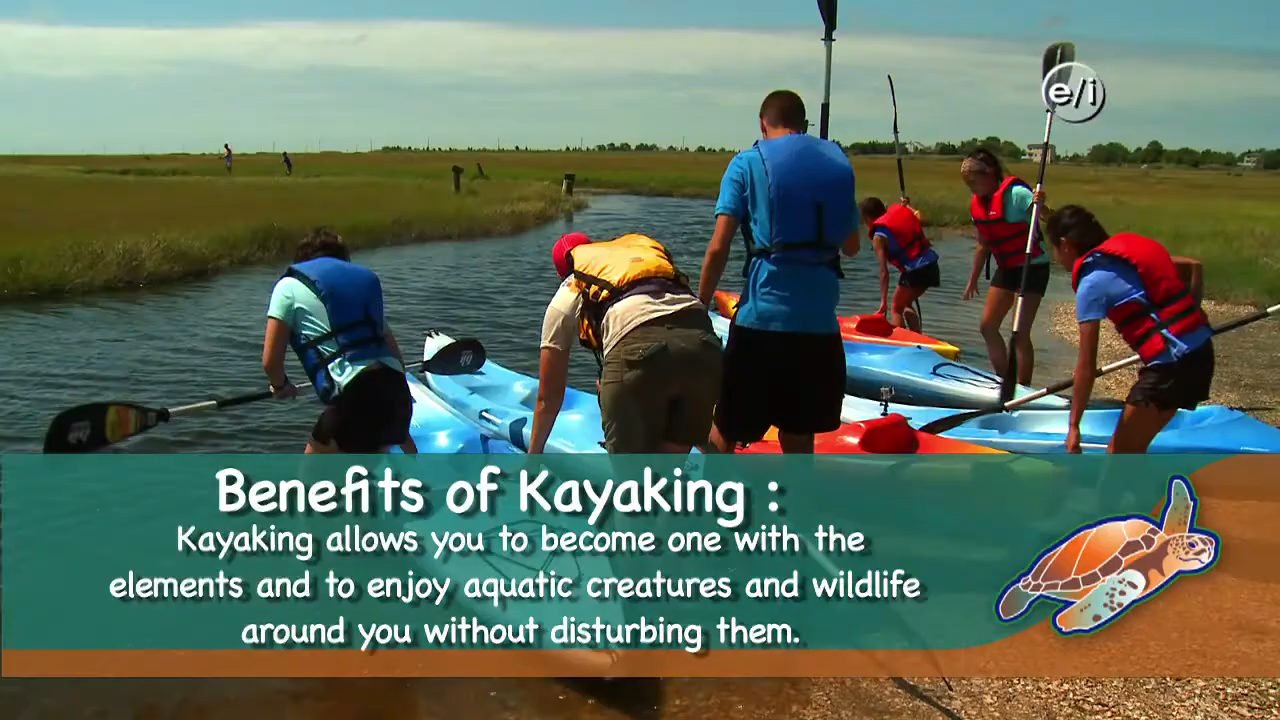 e/i
Benefits of Kayaking :
Kayaking allows you to become one with the
elements and to enjoy aquatic creatures and wildlife
around you without disturbing them.